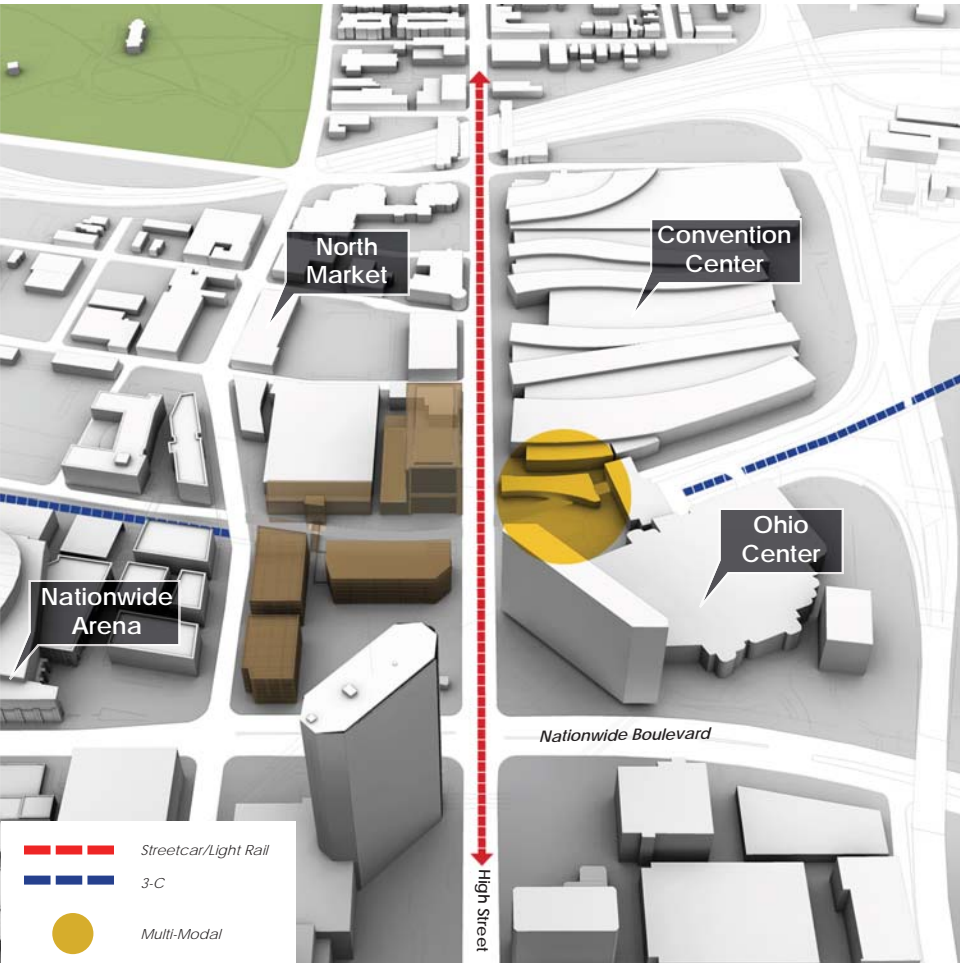 North
Market
Convention
Center
Ohio
Center
Nationwide
Arena
Nationwide Boulevard
High Street
Streetcar/Light Rail
3-C
Multi-Modal